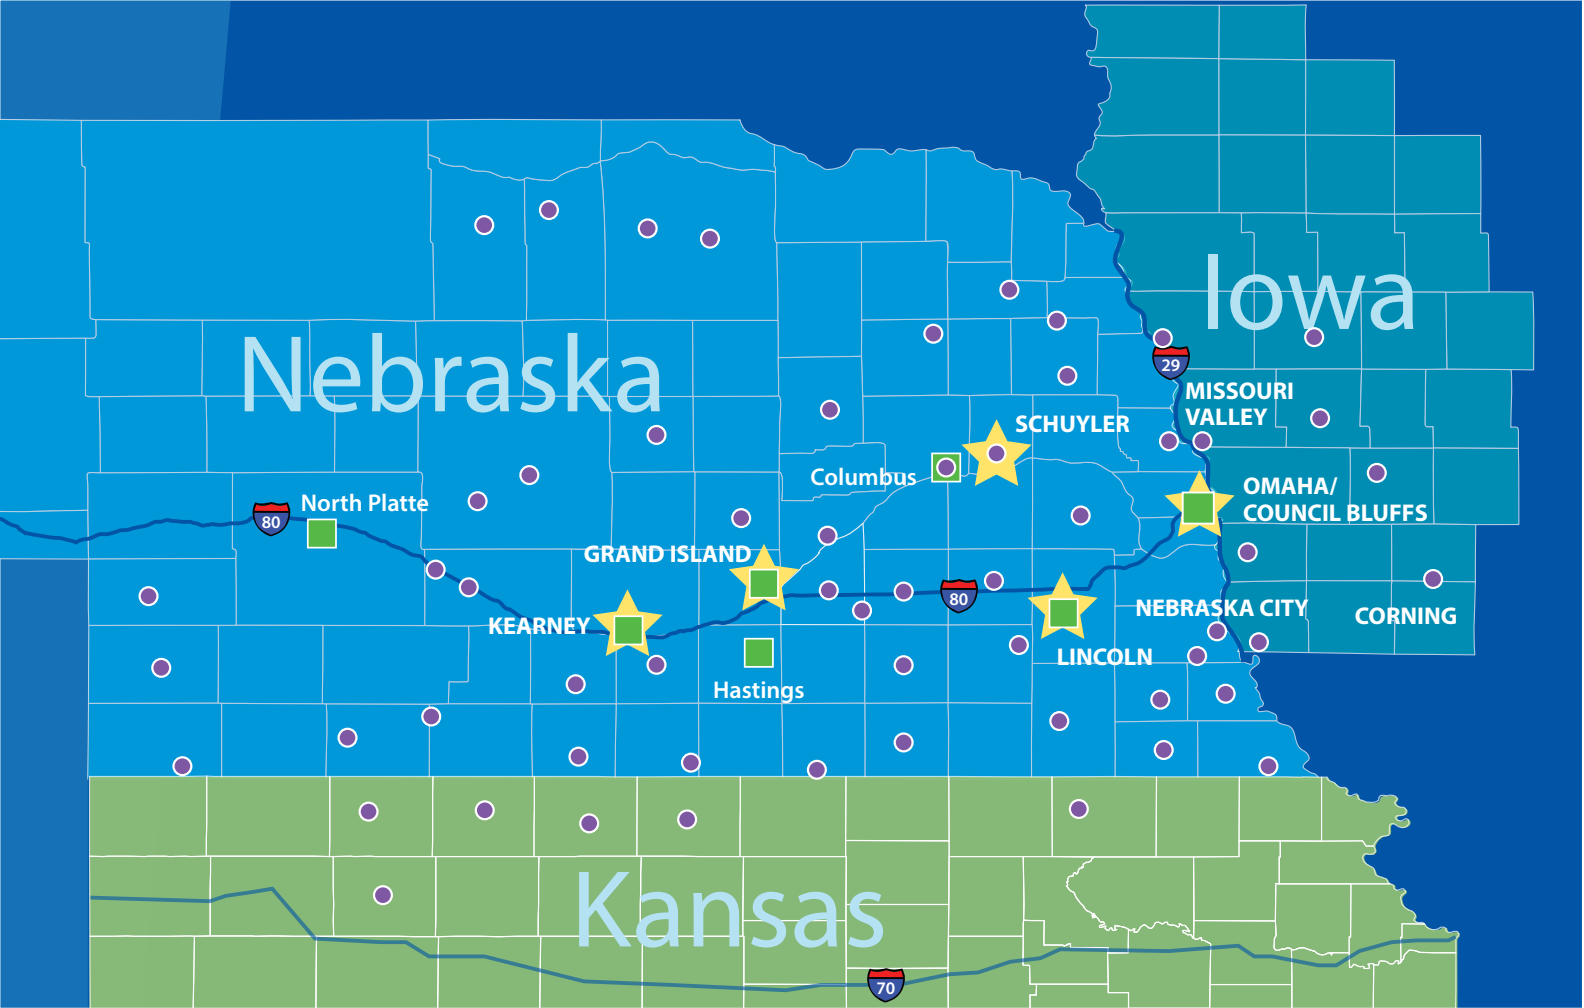 Iowa
Nebraska
29
MISSOURI
VALLEY
SCHUYLER
Columbus
OMAHA/
COUNCIL BLUFFS
North Platte
80
GRAND ISLAND
80
KEARNEY
NEBRASKA CITY
CORNING
LINCOLN
Hastings
Kansas
70